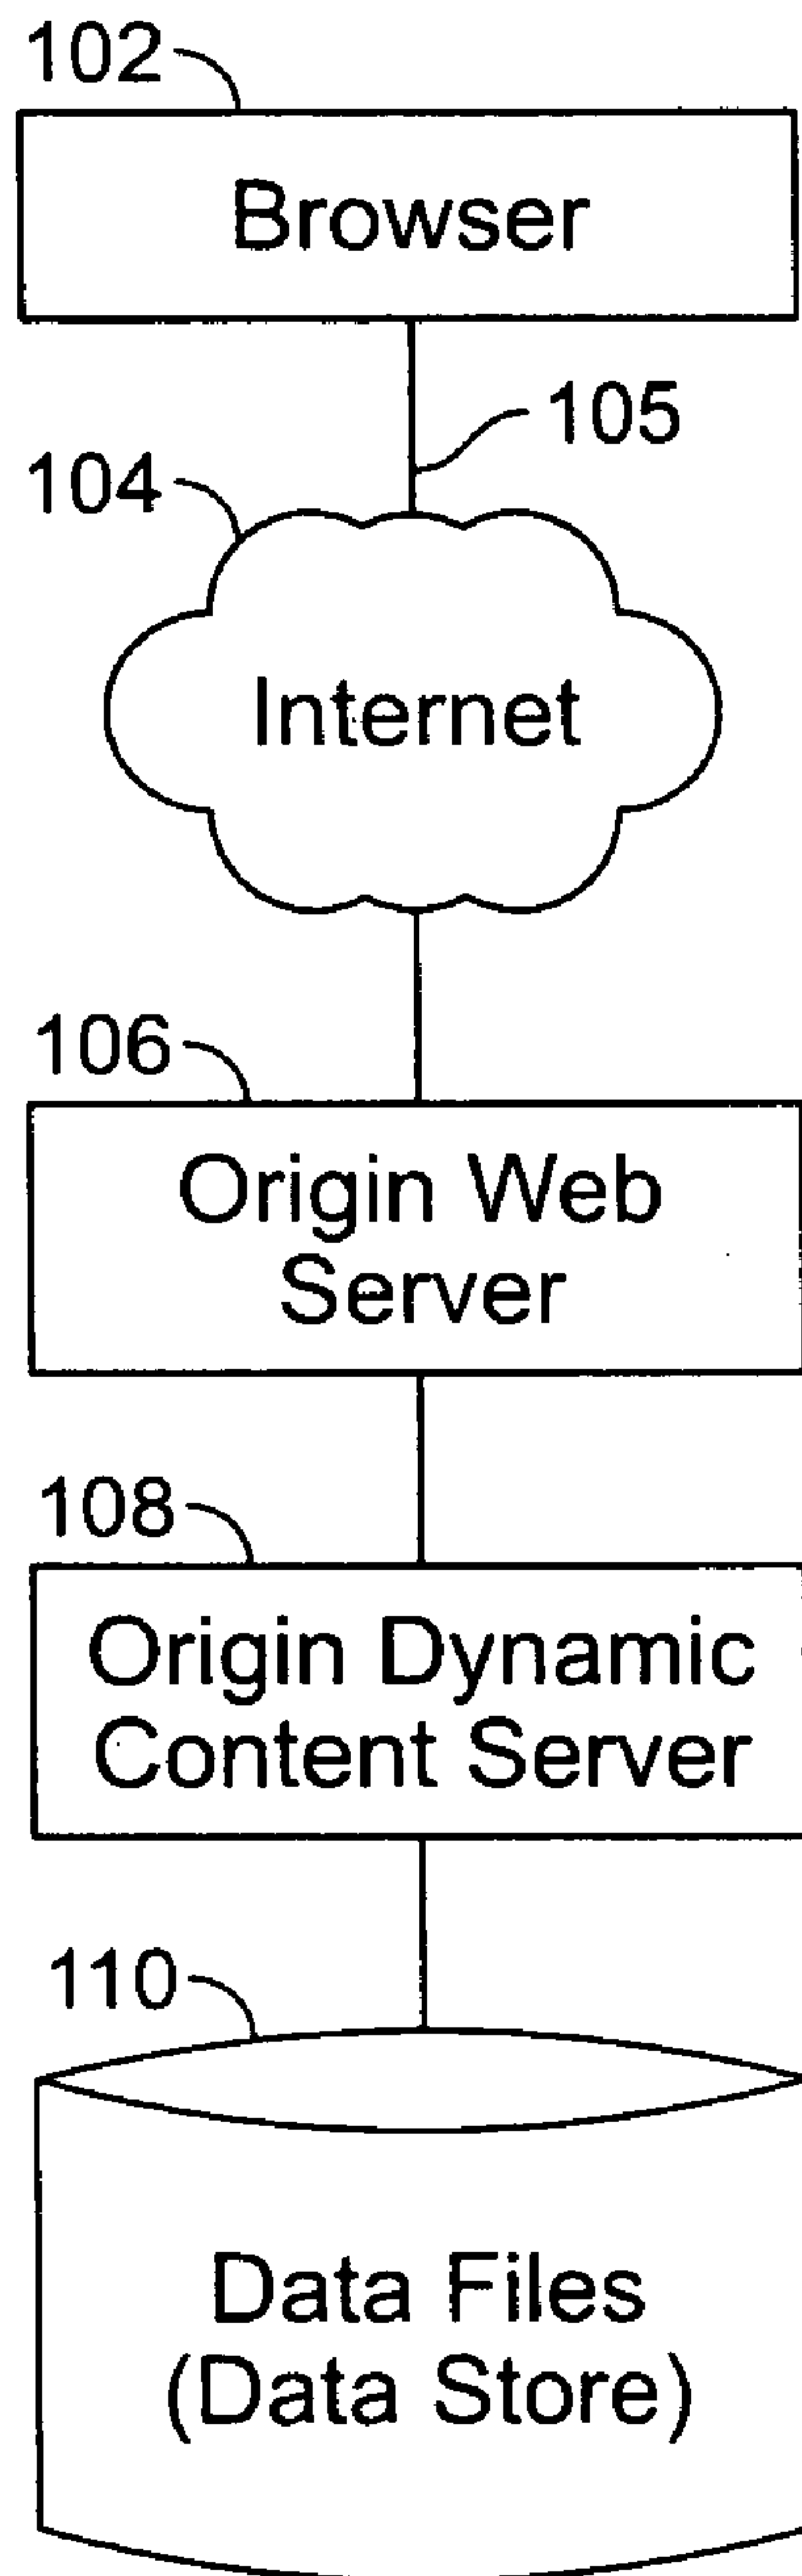 102
Browser
105
104
Internet
106
Origin Web
Server
108
Origin Dynamic
Content Server
110
Data Files
(Data Store)